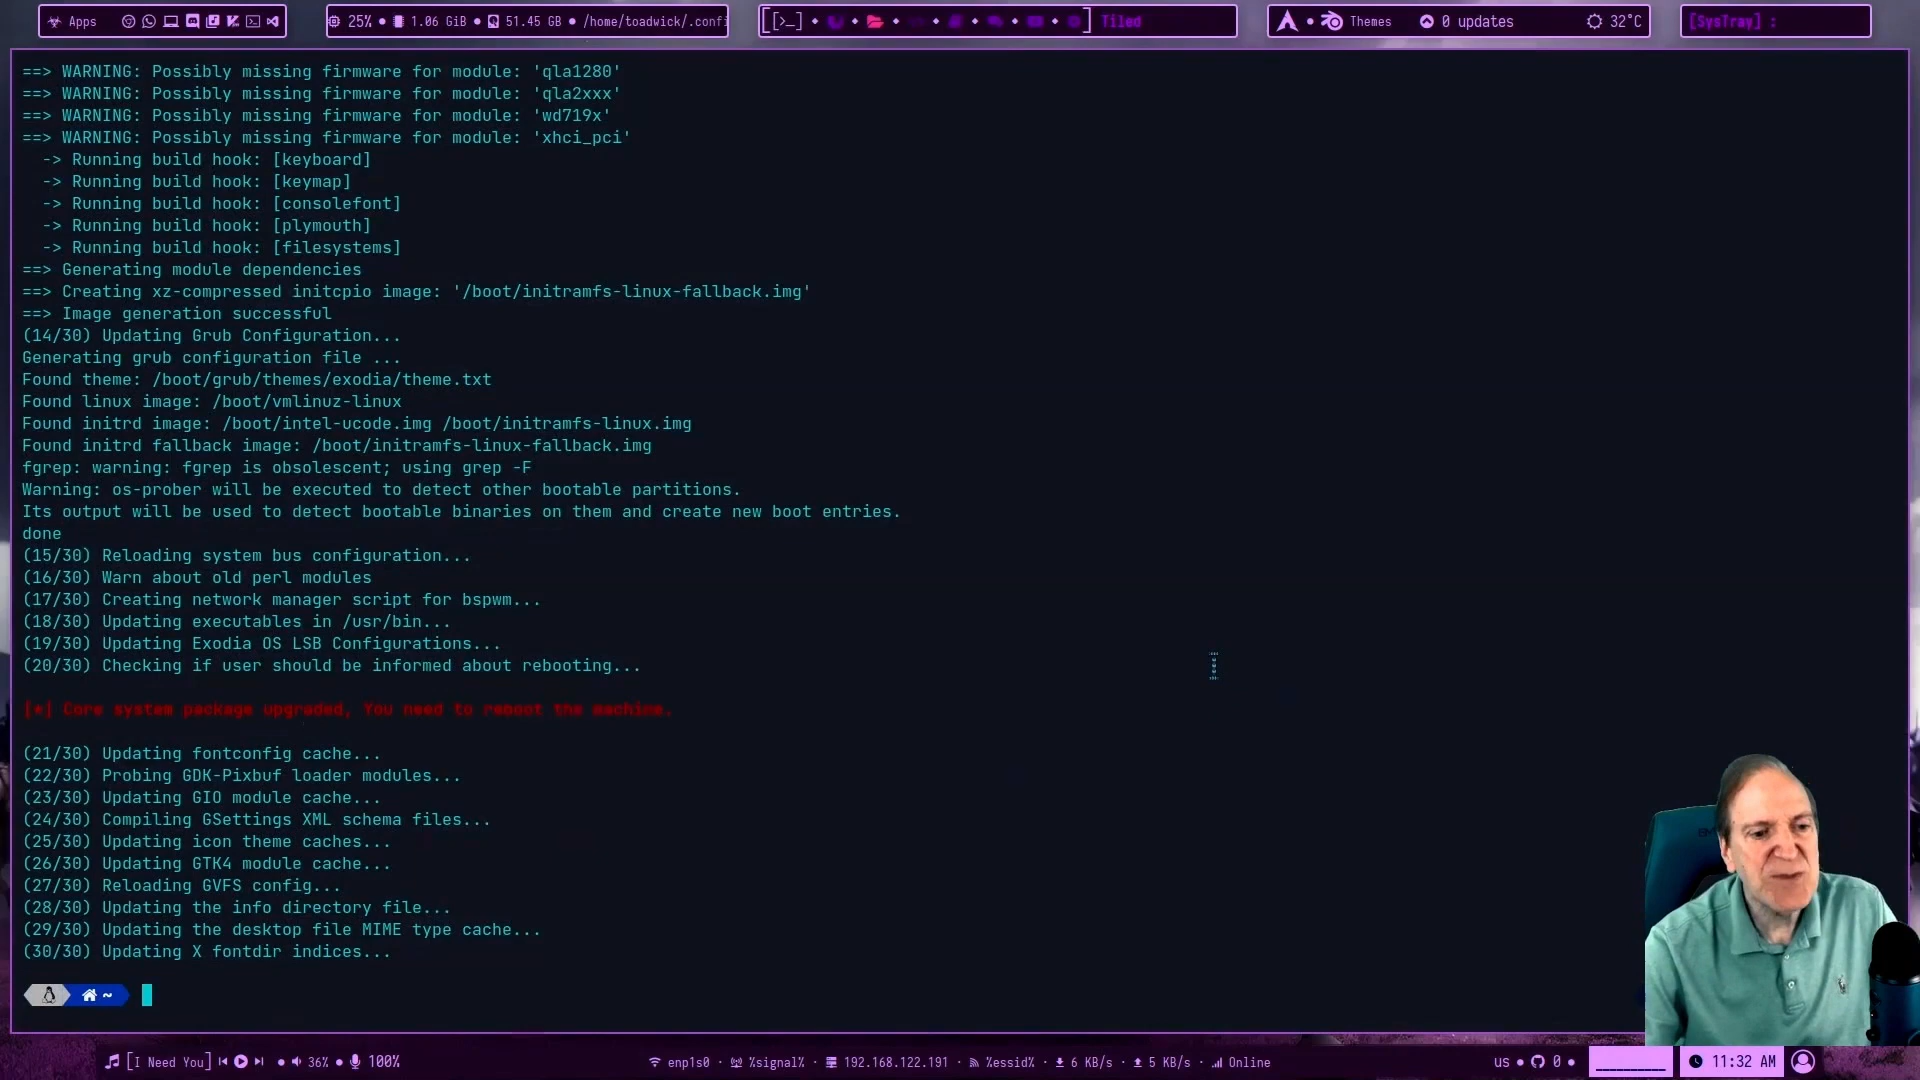 Apps
25% • 1.06 GiB • 51.45 GB • /home/toadwick/.confi
Tiled
Themes
0 updates
32°C
[SysTray] :
==> WARNING: Possibly missing firmware for module: 'qla1280'
==> WARNING: Possibly missing firmware for module: 'qla2xxx'
==> WARNING: Possibly missing firmware for module: 'wd719x'
==> WARNING: Possibly missing firmware for module: 'xhci_pci'
-> Running build hook: [keyboard]
-> Running build hook: [keymap]
-> Running build hook: [consolefont]
-> Running build hook: [plymouth]
-> Running build hook: [filesystems]
==> Generating module dependencies
==> Creating xz-compressed initcpio image: '/boot/initramfs-linux-fallback.img'
==> Image generation successful
(14/30) Updating Grub Configuration...
Generating grub configuration file ...
Found theme: /boot/grub/themes/exodia/theme.txt
Found linux image: /boot/vmlinuz-linux
Found initrd image: /boot/intel-ucode.img /boot/initramfs-linux.img
Found initrd fallback image: /boot/initramfs-linux-fallback.img
fgrep: warning: fgrep is obsolescent; using grep -F
Warning: os-prober will be executed to detect other bootable partitions.
Its output will be used to detect bootable binaries on them and create new boot entries.
done
(15/30) Reloading system bus configuration...
(16/30) Warn about old perl modules
(17/30) Creating network manager script for bspwm...
(18/30) Updating executables in /usr/bin...
(19/30) Updating Exodia OS LSB Configurations...
(20/30) Checking if user should be informed about rebooting...
[*] Core system package upgraded, You need to reboot the machine.
(21/30) Updating fontconfig cache...
(22/30) Probing GDK-Pixbuf loader modules...
(23/30) Updating GIO module cache...
(24/30) Compiling GSettings XML schema files...
(25/30) Updating icon theme caches...
(26/30) Updating GTK4 module cache...
(27/30) Reloading GVFS config...
(28/30) Updating the info directory file...
(29/30) Updating the desktop file MIME type cache...
(30/30) Updating X fontdir indices...
~
[I Need You] • 36% • 100%
enp1s0 · %signal% · 192.168.122.191 · %essid% · 6 KB/s · 5 KB/s · Online
us • 0 •
11:32 AM